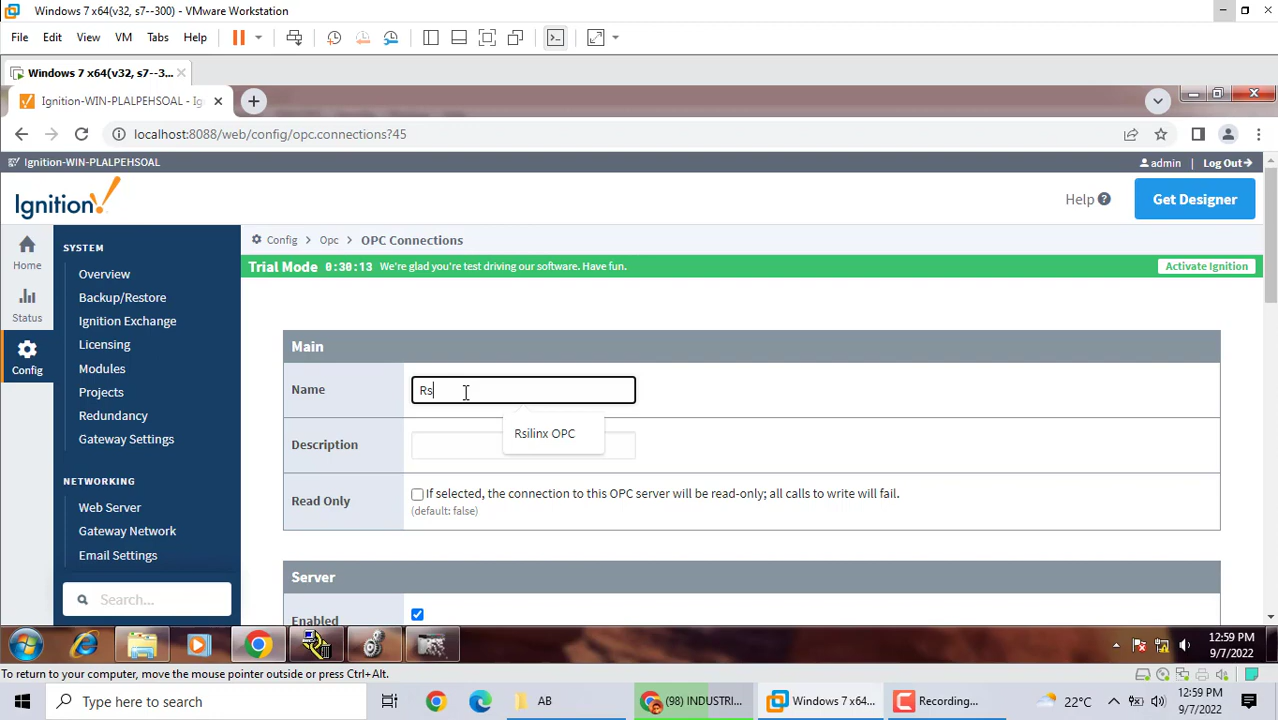 Windows 7 x64(v32, s7--300) - VMware Workstation
File Edit View VM Tabs Help
Windows 7 x64(v32, s7--3...
Ignition-WIN-PLALPEHSOAL - Ig
localhost:8088/web/config/opc.connections?45
Ignition-WIN-PLALPEHSOAL admin | Log Out
Ignition! Help Get Designer
Config > Opc > OPC Connections
Trial Mode 0:30:13 We're glad you're test driving our software. Have fun. Activate Ignition
Home
Status
Config
SYSTEM
Overview
Backup/Restore
Ignition Exchange
Licensing
Modules
Projects
Redundancy
Gateway Settings
NETWORKING
Web Server
Gateway Network
Email Settings
Search...
Main
Name Rs
Rsilinx OPC
Description
Read Only If selected, the connection to this OPC server will be read-only; all calls to write will fail.
(default: false)
Server
Enabled
12:59 PM
9/7/2022
To return to your computer, move the mouse pointer outside or press Ctrl+Alt.
Type here to search AB (98) INDUSTRI... Windows 7 x64(v3... Recording... 22°C 12:59 PM
9/7/2022